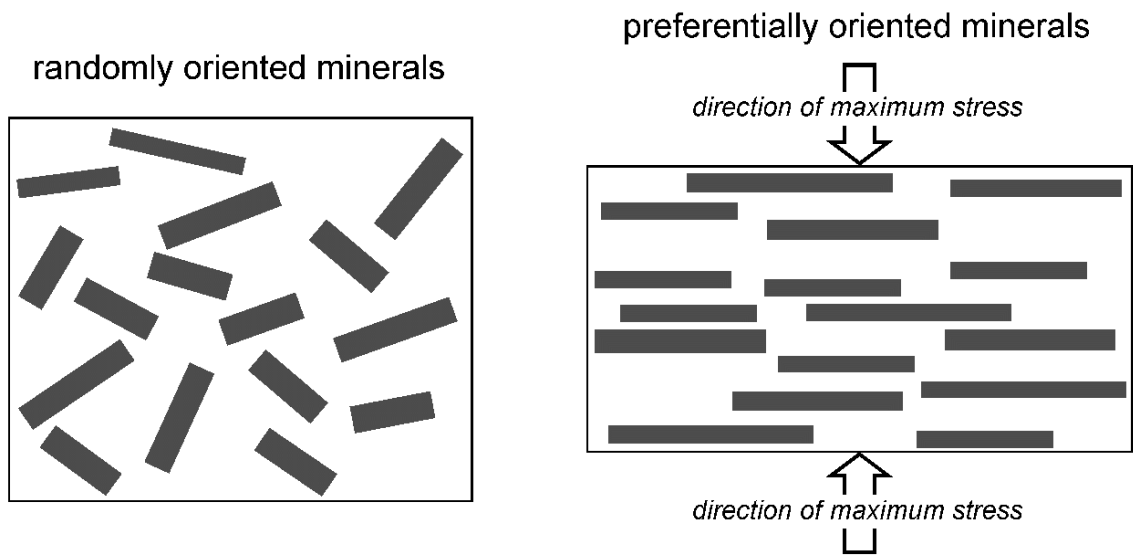 randomly oriented minerals
preferentially oriented minerals
direction of maximum stress
direction of maximum stress